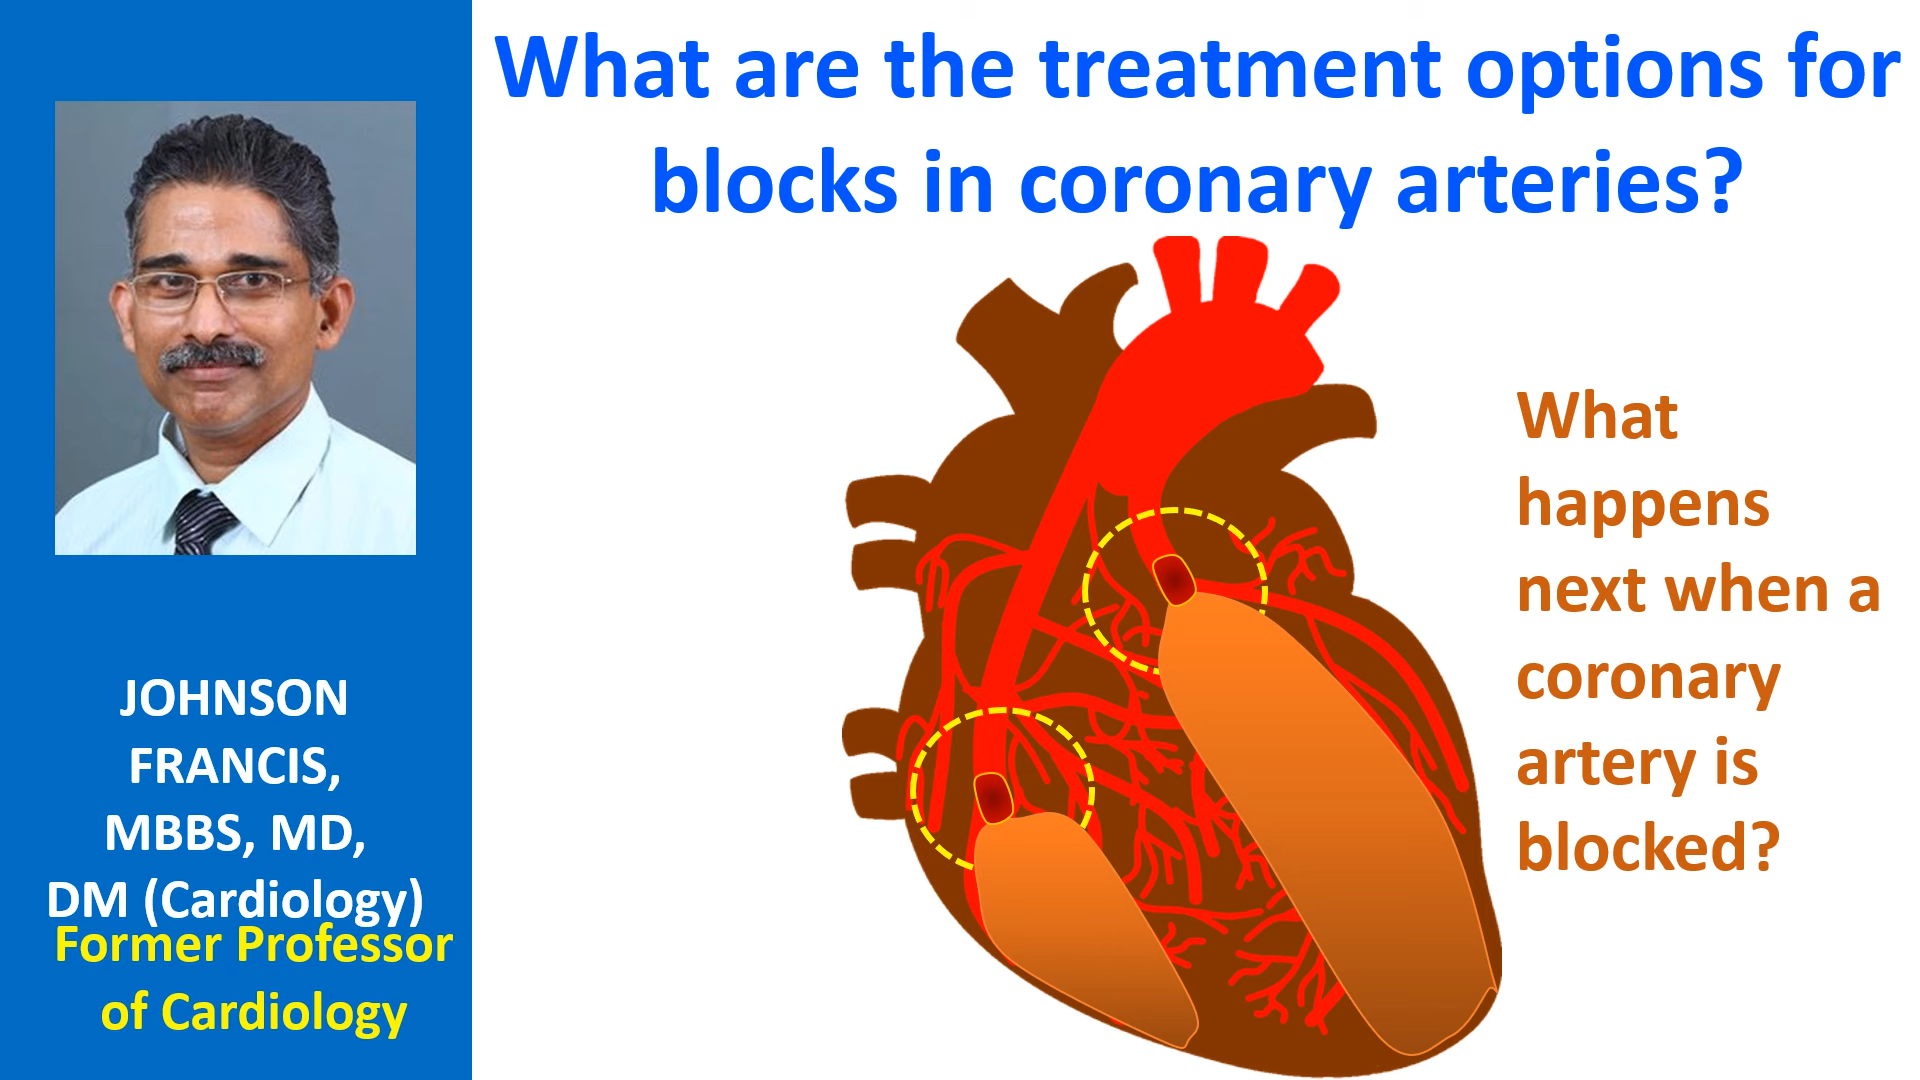 What are the treatment options for
blocks in coronary arteries?
What
happens
next when a
coronary
artery is
blocked?
JOHNSON
FRANCIS,
MBBS, MD,
DM (Cardiology)
Former Professor
of Cardiology